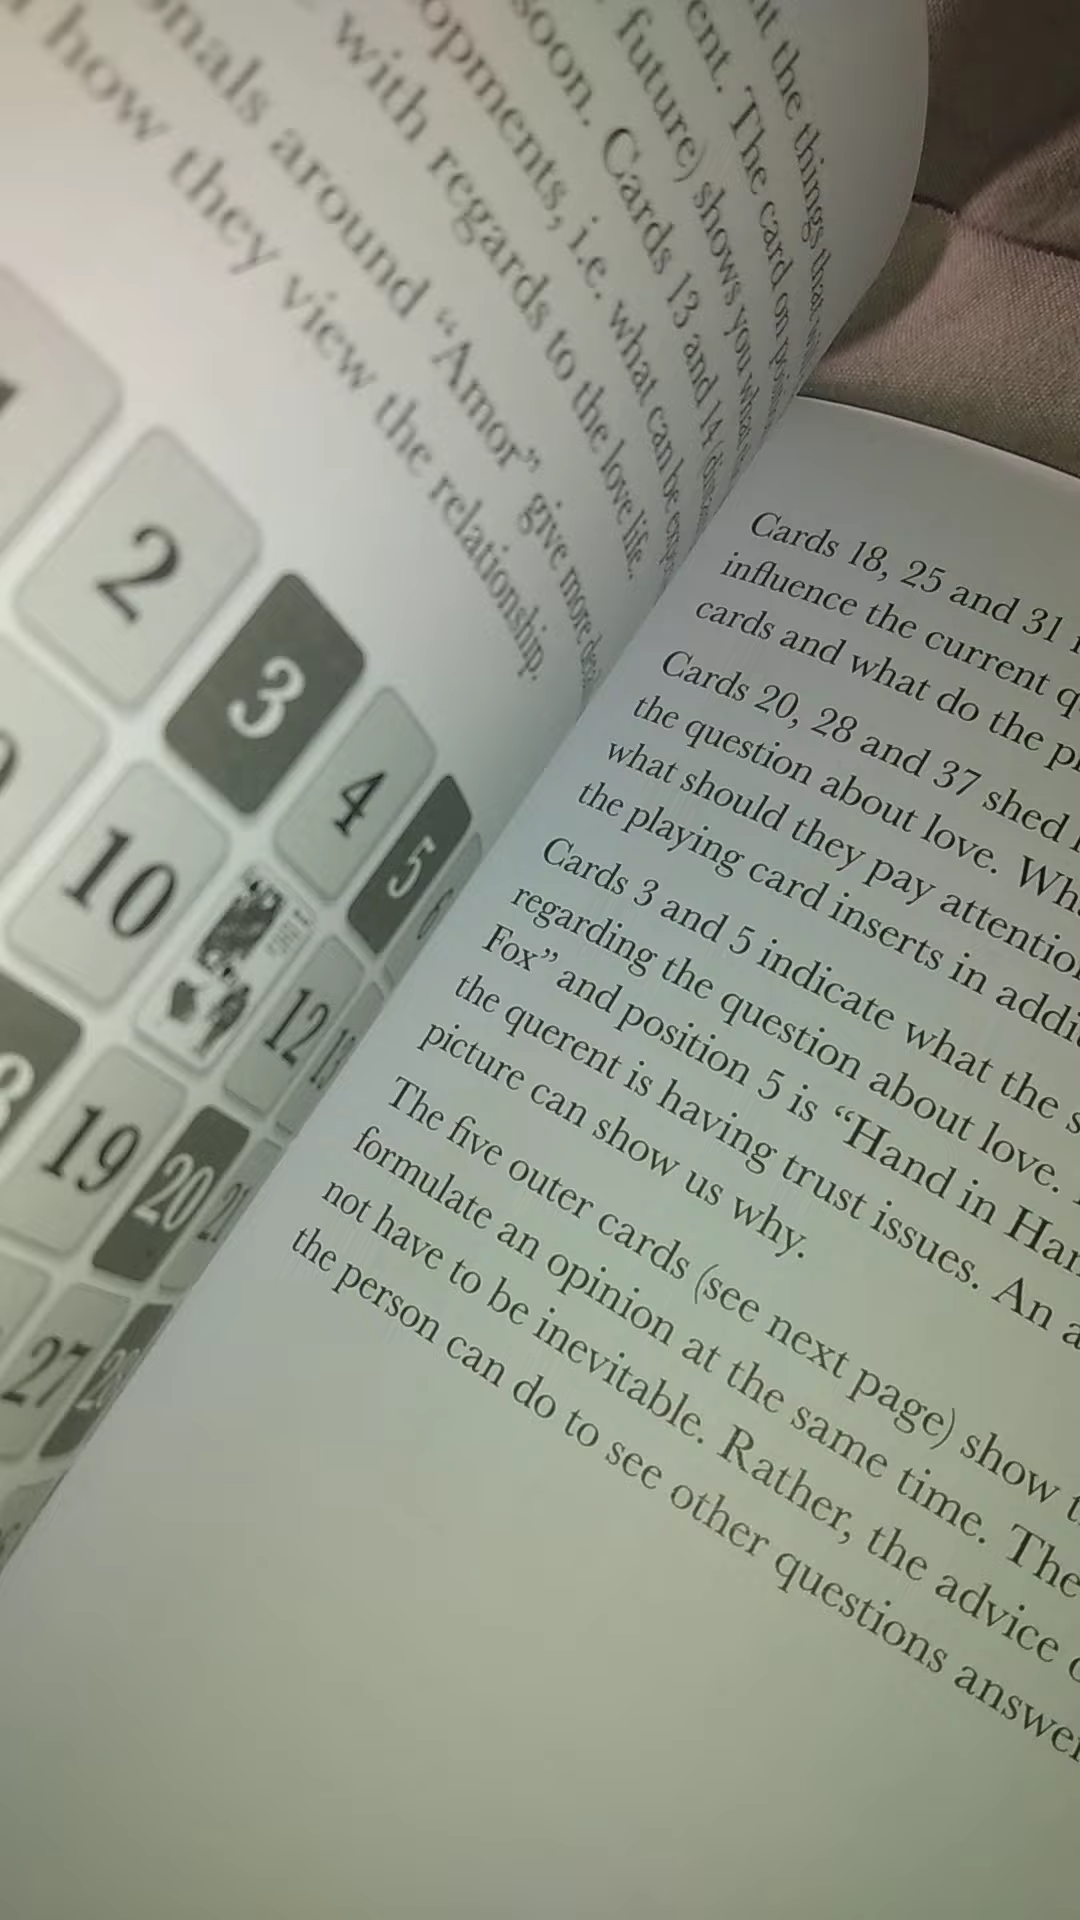 the things that
ent. The card on
future) shows you what
soon. Cards 13 and 14
opments, i.e. what can be
with regards to the love life.
onals around “Amor” give more
how they view the relationship.
2
3
4
5
6
10
12
19
20
21
27
28
Cards 18, 25 and 31
influence the current
cards and what do the
Cards 20, 28 and 37 shed
the question about love.
what should they pay attention
the playing card inserts in
Cards 3 and 5 indicate what the
regarding the question about love.
Fox” and position 5 is “Hand in
the querent is having trust issues. An
picture can show us why.
The five outer cards (see next page) show
formulate an opinion at the same time. The
not have to be inevitable. Rather, the advice
the person can do to see other questions